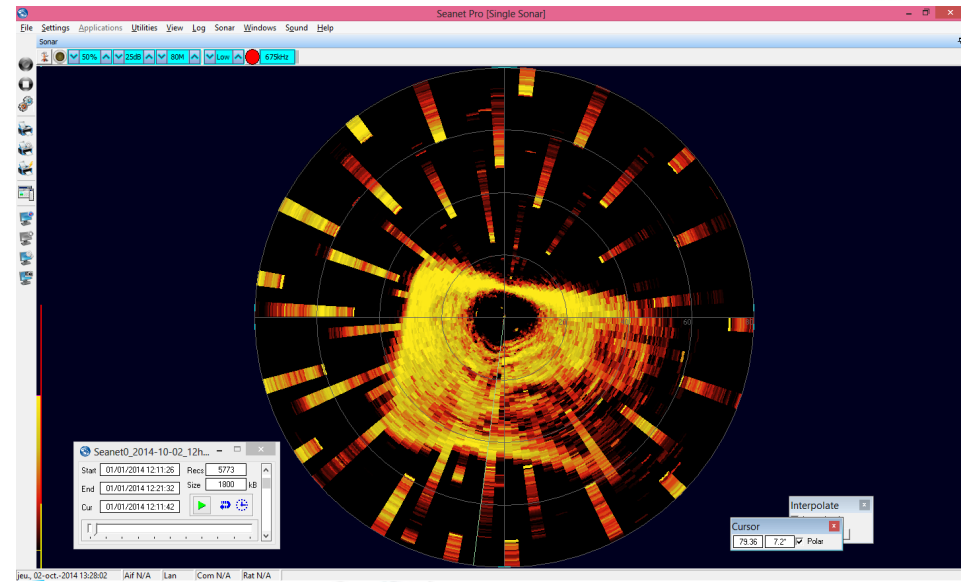 Seanet Pro [Single Sonar]
File Settings Applications Utilities View Log Sonar Windows Sound Help
Sonar
50% 25dB 80M Low 675kHz
60
Seanet0_2014-10-02_12h...
Start 01/01/2014 12:11:26 Recs 5773
End 01/01/2014 12:21:32 Size 1800 kB
Cur 01/01/2014 12:11:42
Interpolate
Cursor
79.36 7.2° Polar
jeu., 02-oct.-2014 13:28:02 Aif N/A Lan Com N/A Rat N/A